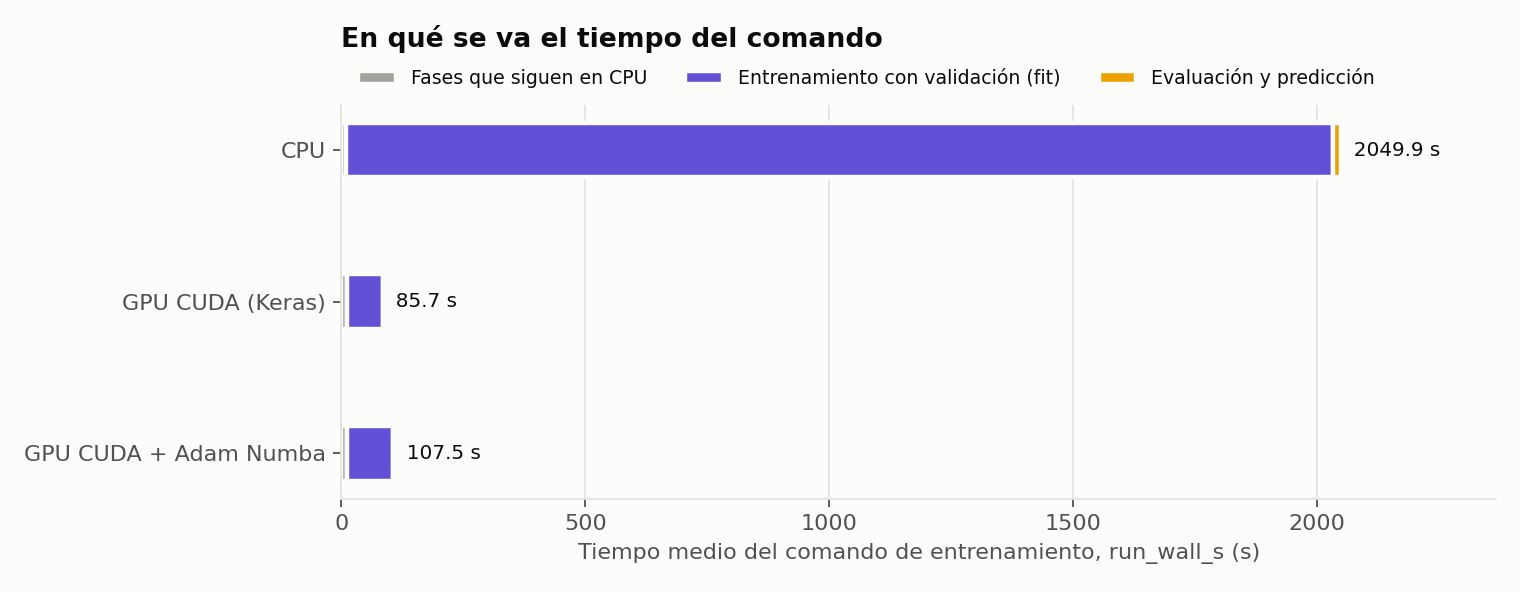 En qué se va el tiempo del comando
Fases que siguen en CPU Entrenamiento con validación (fit) Evaluación y predicción
CPU 2049.9 s
GPU CUDA (Keras) 85.7 s
GPU CUDA + Adam Numba 107.5 s
0 500 1000 1500 2000
Tiempo medio del comando de entrenamiento, run_wall_s (s)